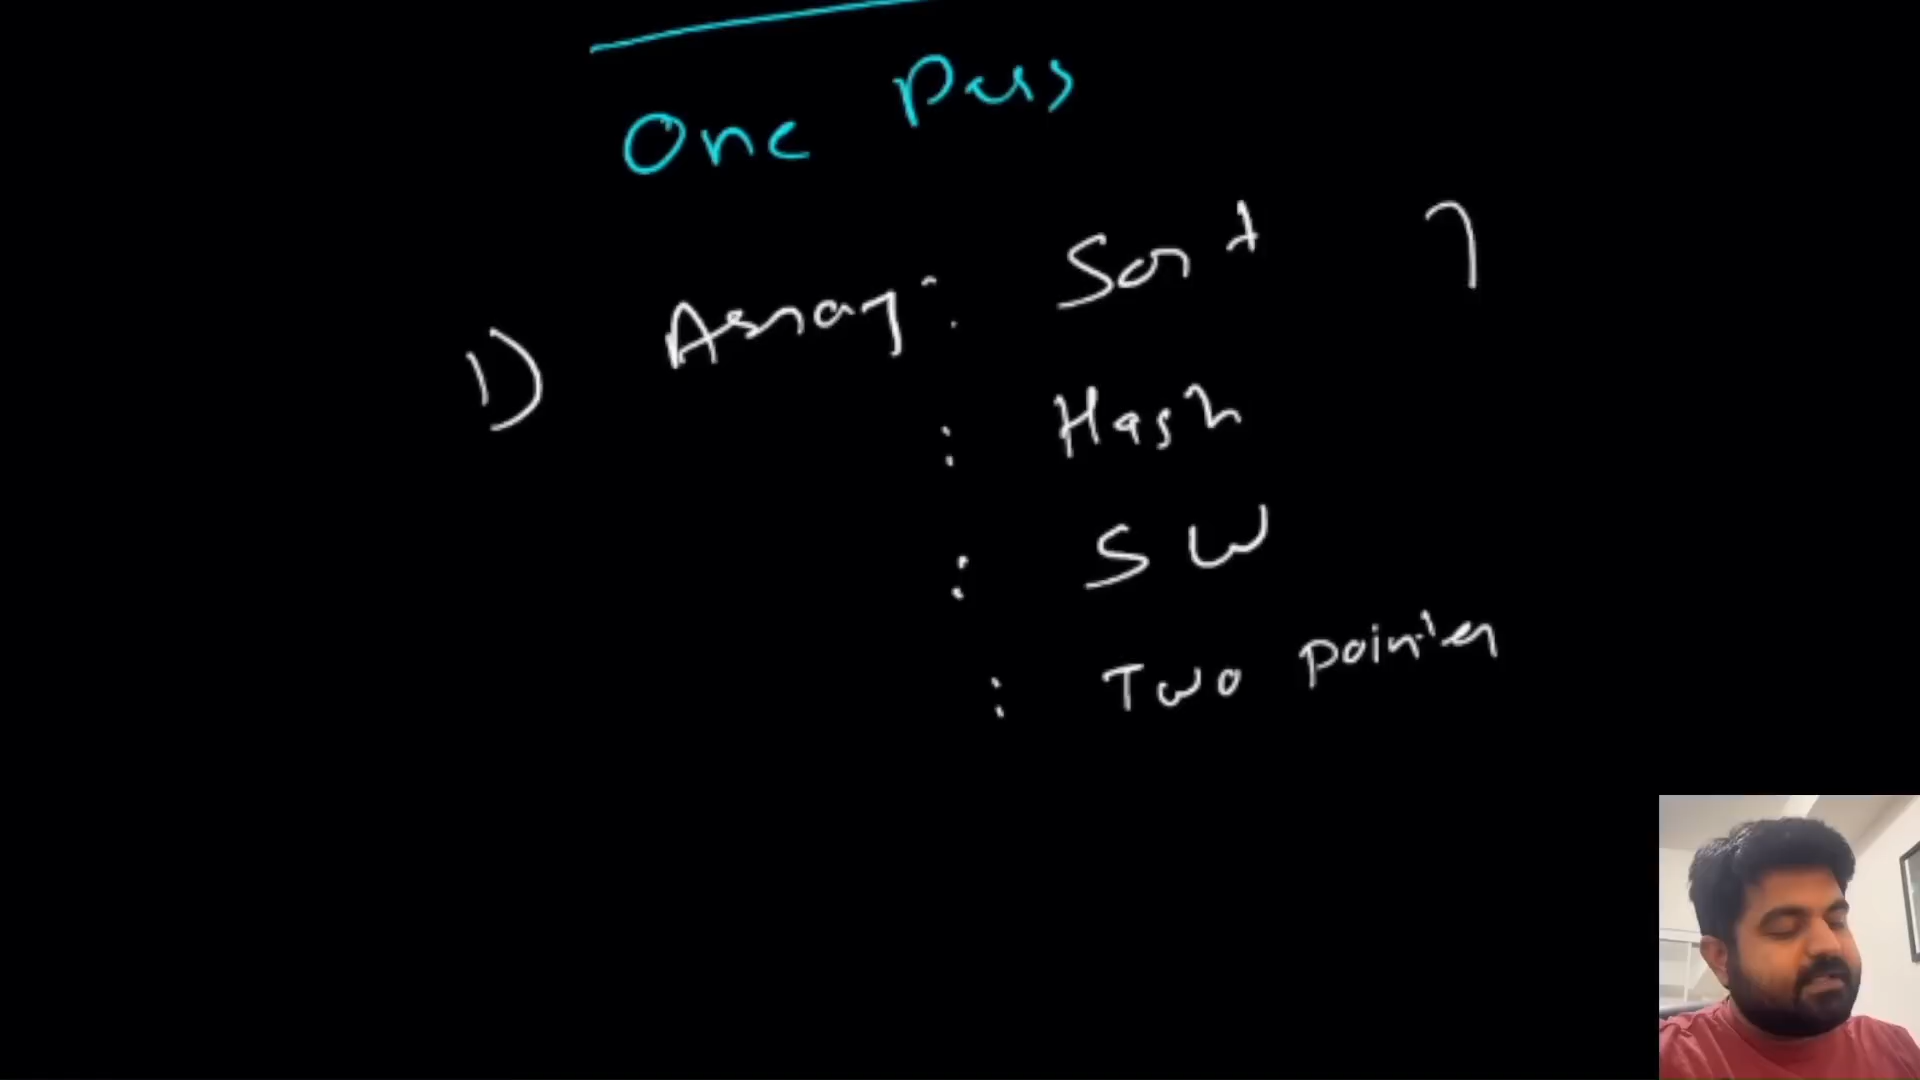 One Pass
1) Array: Sort
: Hash
: SW
: Two pointer